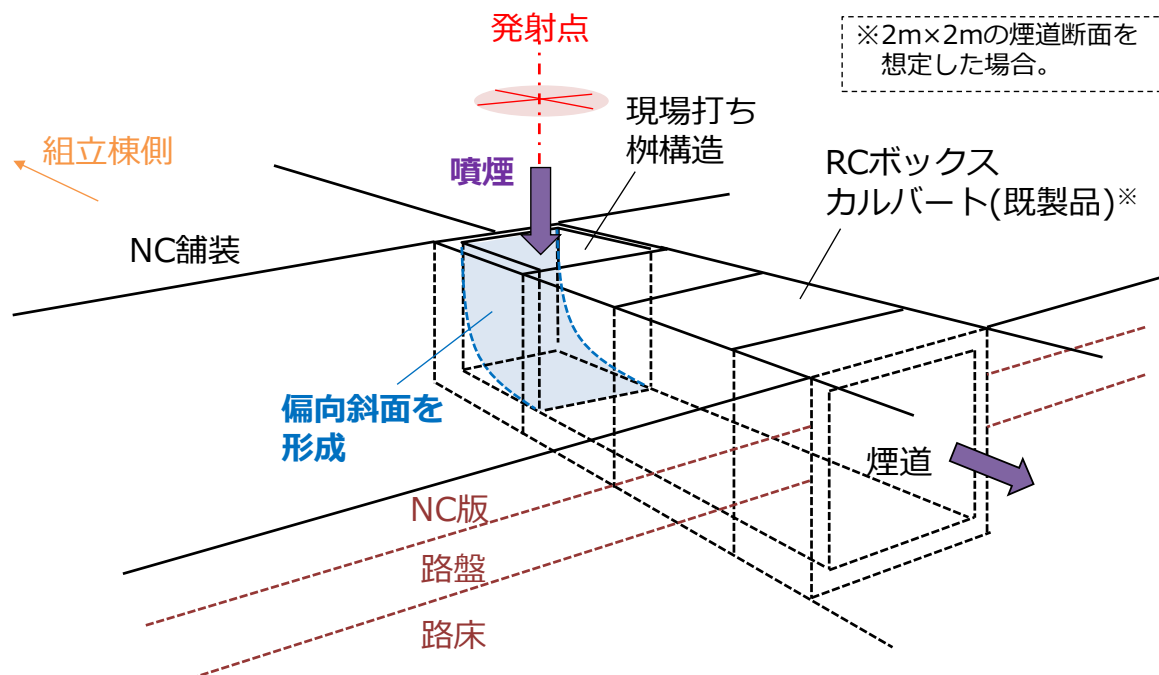 発射点
※2m×2mの煙道断面を
想定した場合。
組立棟側
噴煙
現場打ち
桝構造
RCボックス
カルバート(既製品)※
NC舗装
偏向斜面を
形成
煙道
NC版
路盤
路床